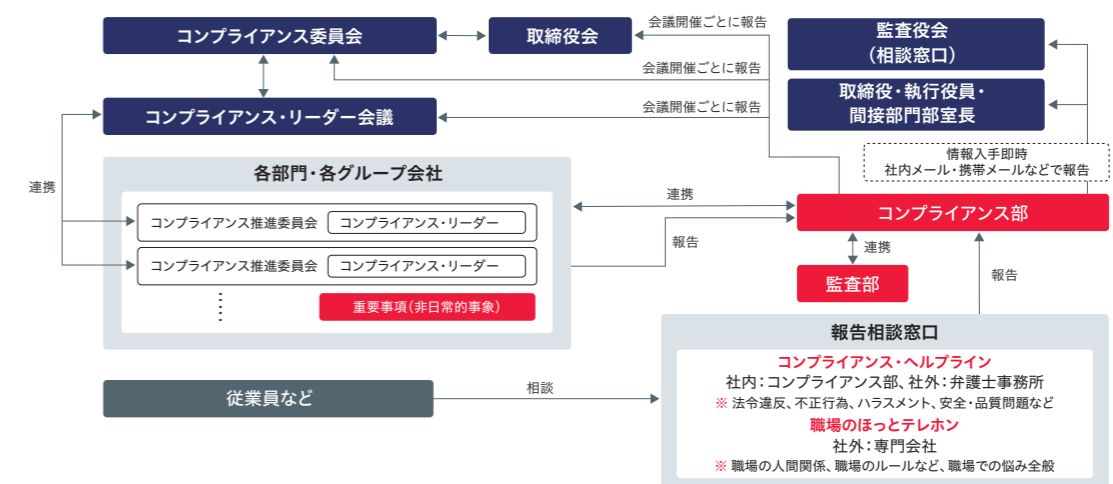 コンプライアンス委員会
取締役会
会議開催ごとに報告
監査役会
(相談窓口)
会議開催ごとに報告
取締役・執行役員・
間接部門部室長
コンプライアンス・リーダー会議
会議開催ごとに報告
情報入手即時
社内メール・携帯メールなどで報告
各部門・各グループ会社
連携
連携
コンプライアンス推進委員会
コンプライアンス・リーダー
コンプライアンス部
報告
連携
コンプライアンス推進委員会
コンプライアンス・リーダー
報告
監査部
重要事項(非日常的事象)
報告相談窓口
コンプライアンス・ヘルプライン
社内:コンプライアンス部、社外:弁護士事務所
※ 法令違反、不正行為、ハラスメント、安全・品質問題など
職場のほっとテレホン
社外:専門会社
※ 職場の人間関係、職場のルールなど、職場での悩み全般
従業員など
相談